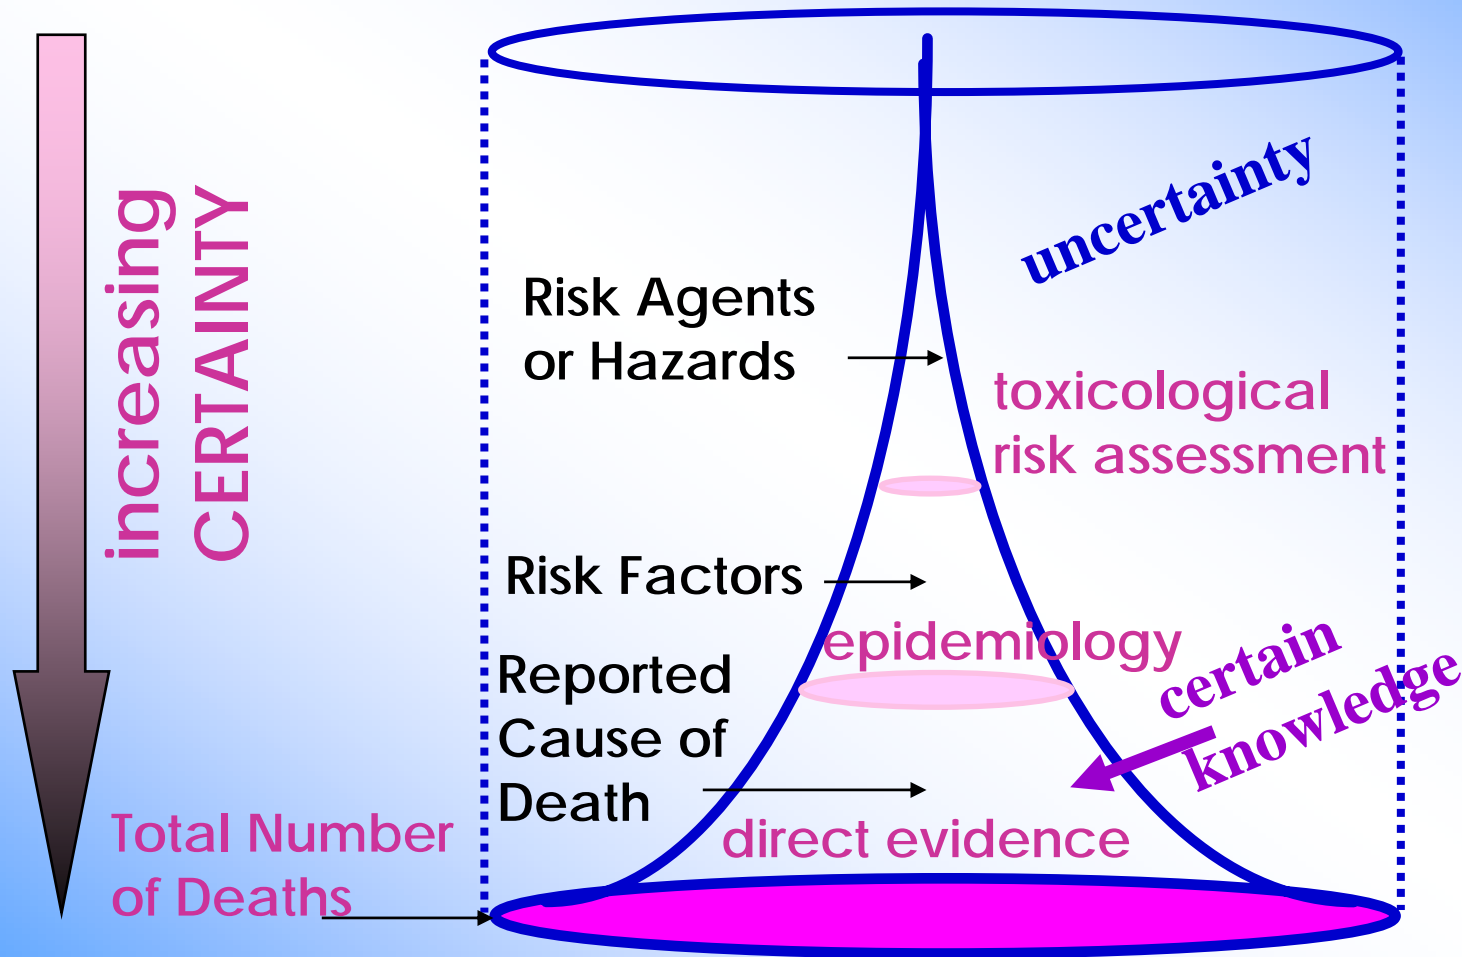 increasing
CERTAINTY
uncertainty
Risk Agents
or Hazards
toxicological
risk assessment
Risk Factors
epidemiology
certain
knowledge
Reported
Cause of
Death
direct evidence
Total Number
of Deaths